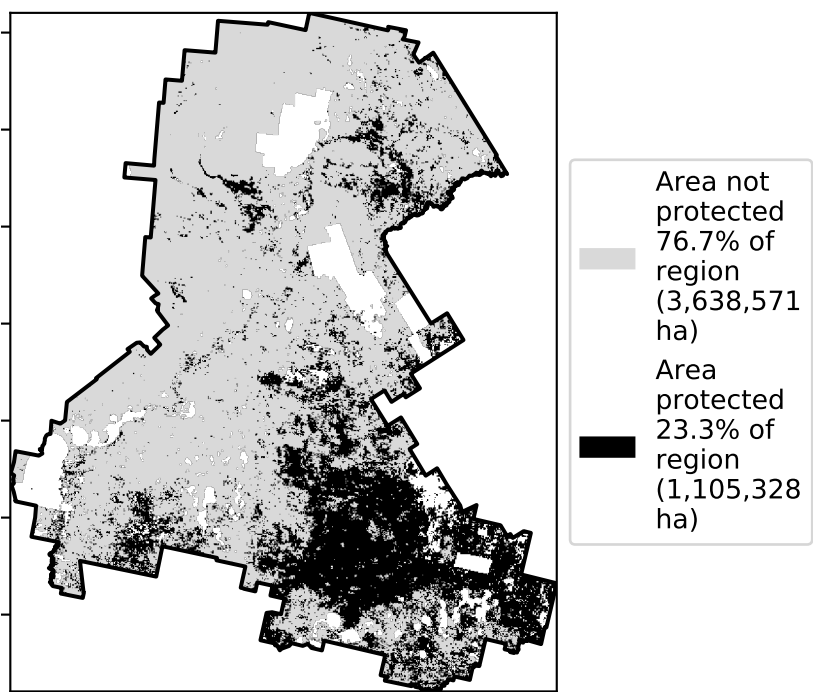 Area not
protected
76.7% of
region
(3,638,571
ha)
Area
protected
23.3% of
region
(1,105,328
ha)